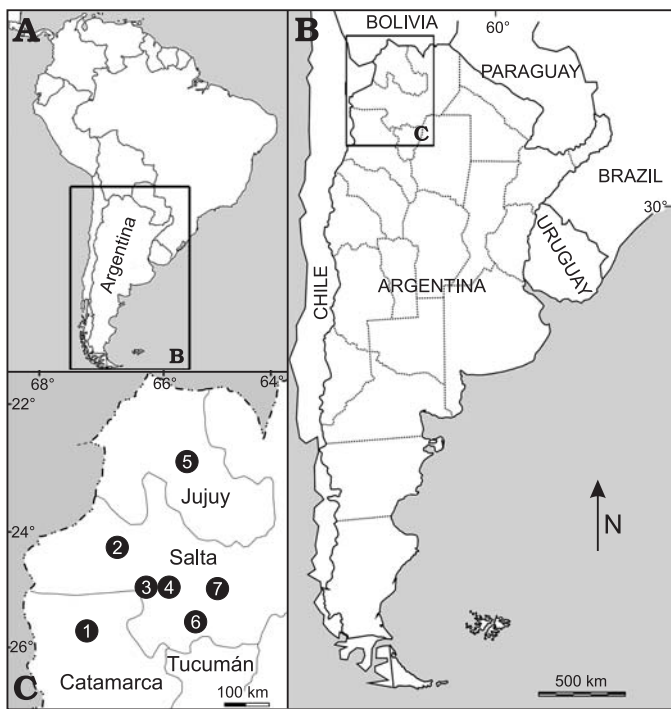 A
Argentina
B
B
BOLIVIA
60°
PARAGUAY
C
BRAZIL
30°
URUGUAY
CHILE
ARGENTINA
N
500 km
68°
66°
64°
22°
5
Jujuy
24°
2
Salta
3
4
7
1
6
26°
Tucumán
Catamarca
C
100 km